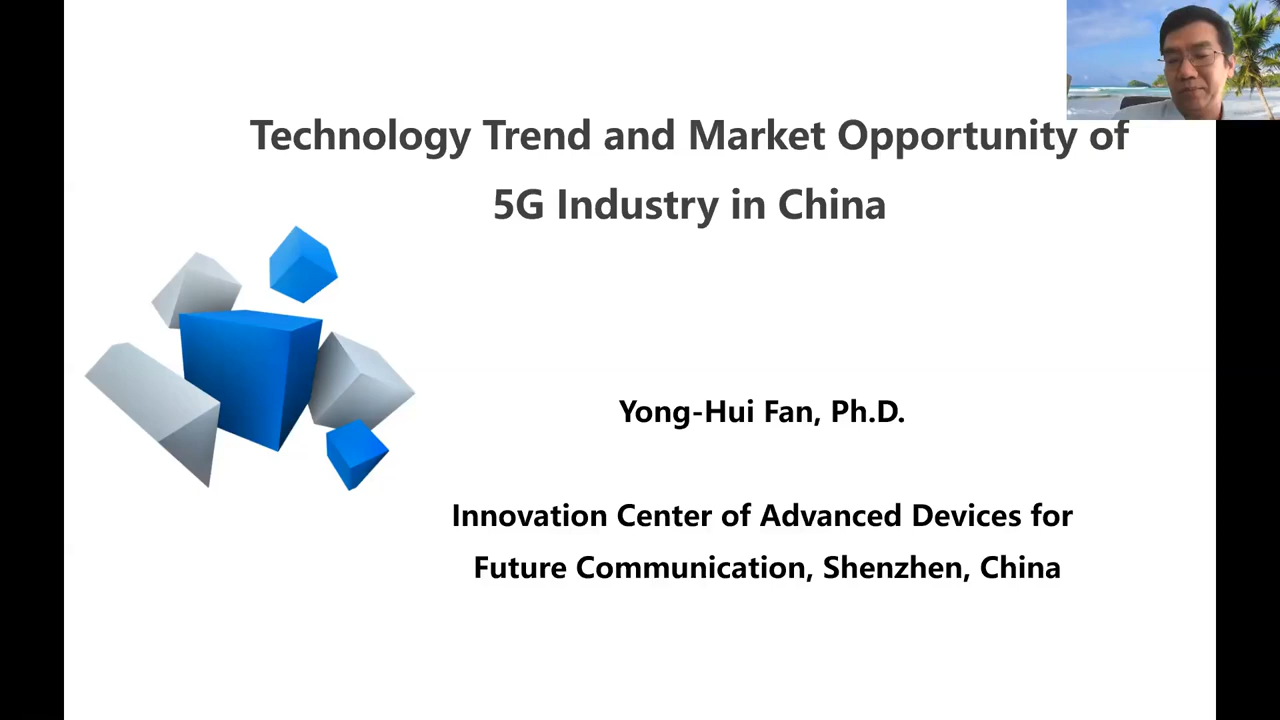 Technology Trend and Market Opportunity of
5G Industry in China
Yong-Hui Fan, Ph.D.
Innovation Center of Advanced Devices for
Future Communication, Shenzhen, China